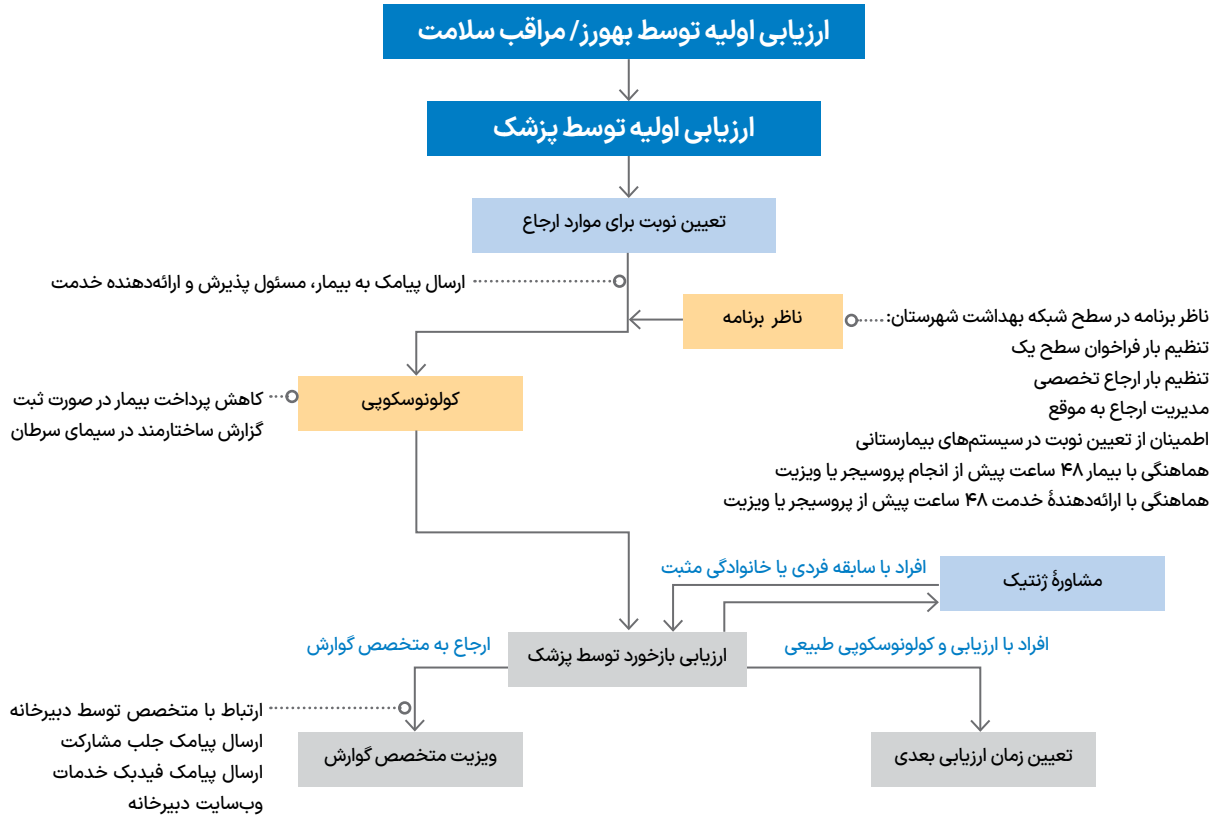 ارزیابی اولیه توسط بهورز/ مراقب سلامت
ارزیابی اولیه توسط پزشک
تعیین نوبت برای موارد ارجاع
ارسال پیامک به بیمار، مسئول پذیرش و ارائه‌دهنده خدمت
ناظر برنامه
ناظر برنامه در سطح شبکه بهداشت شهرستان:
تنظیم بار فراخوان سطح یک
تنظیم بار ارجاع تخصصی
مدیریت ارجاع به موقع
اطمینان از تعیین نوبت در سیستم‌های بیمارستانی
هماهنگی با بیمار ۴۸ ساعت پیش از انجام پروسیجر یا ویزیت
هماهنگی با ارائه‌دهندهٔ خدمت ۴۸ ساعت پیش از پروسیجر یا ویزیت
کولونوسکوپی
کاهش پرداخت بیمار در صورت ثبت
گزارش ساختارمند در سیمای سرطان
مشاورهٔ ژنتیک
افراد با سابقه فردی یا خانوادگی مثبت
ارزیابی بازخورد توسط پزشک
افراد با ارزیابی و کولونوسکوپی طبیعی
ارجاع به متخصص گوارش
تعیین زمان ارزیابی بعدی
ویزیت متخصص گوارش
ارتباط با متخصص توسط دبیرخانه
ارسال پیامک جلب مشارکت
ارسال پیامک فیدبک خدمات
وب‌سایت دبیرخانه